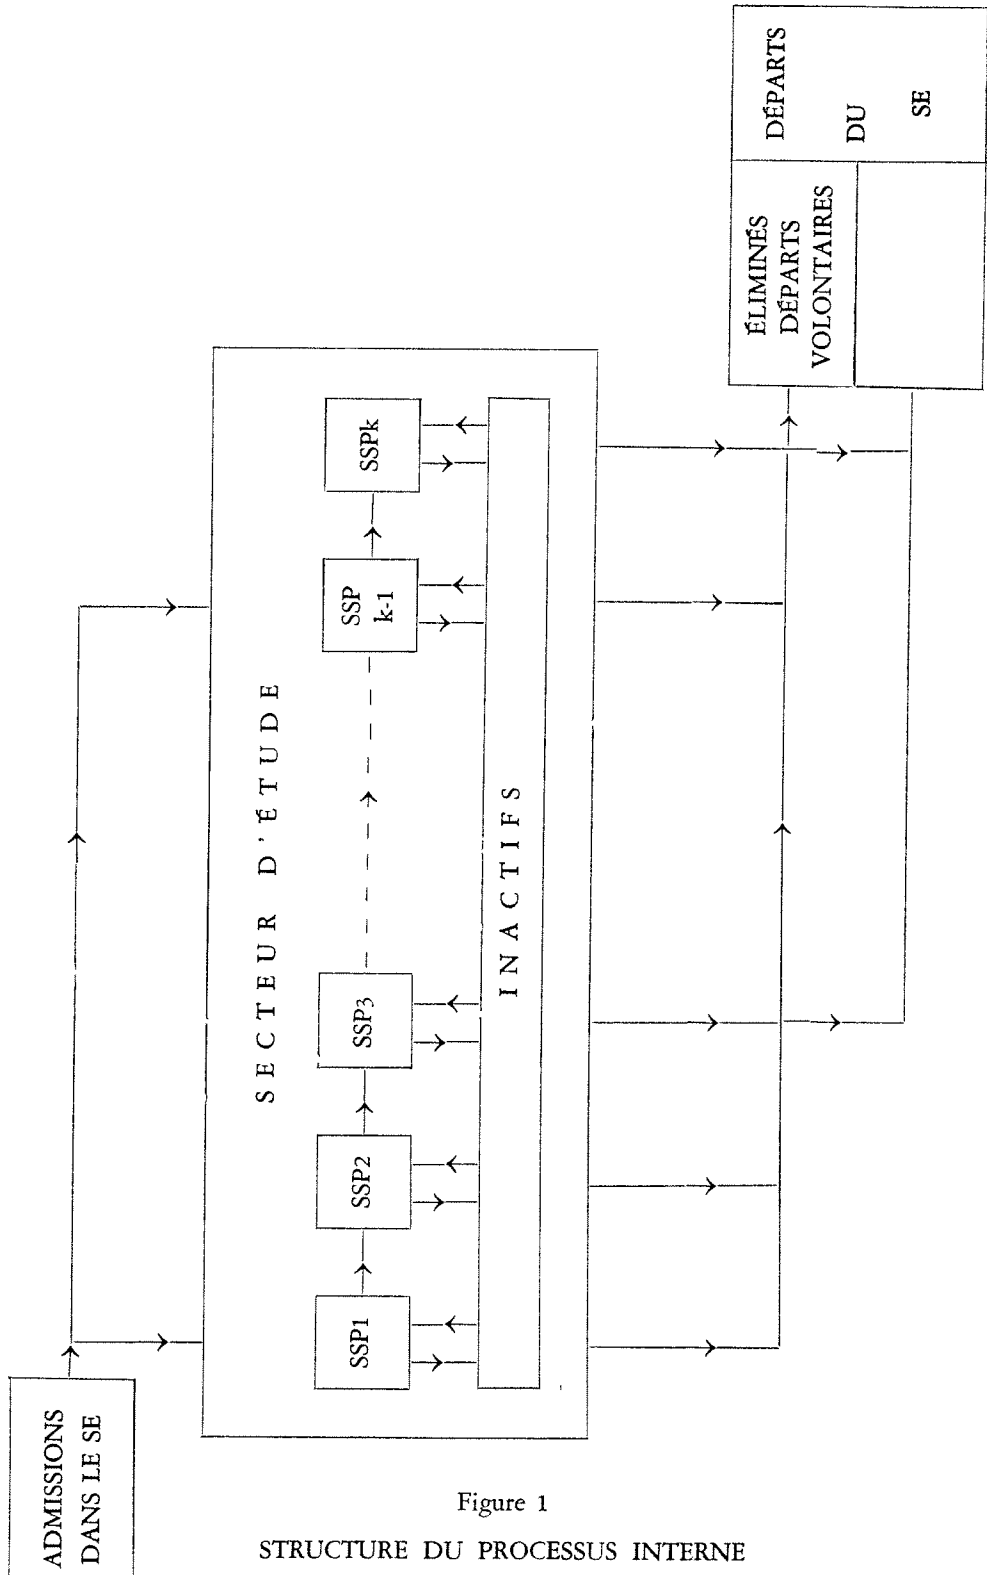 ADMISSIONS
DANS LE SE
SECTEUR D'ÉTUDE
SSP1
SSP2
SSP3
SSP
k-1
SSPk
INACTIFS
ÉLIMINÉS
DÉPARTS
VOLONTAIRES
DÉPARTS
DU
SE
Figure 1
STRUCTURE DU PROCESSUS INTERNE